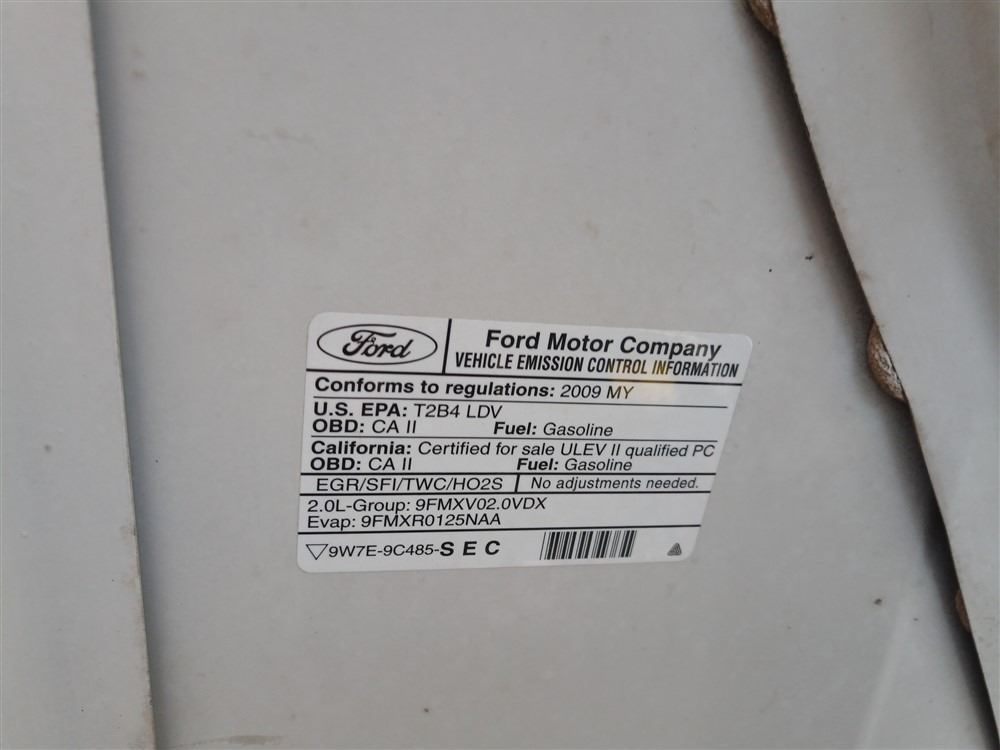 Ford
Ford Motor Company
VEHICLE EMISSION CONTROL INFORMATION
Conforms to regulations: 2009 MY
U.S. EPA: T2B4 LDV
OBD: CA II Fuel: Gasoline
California: Certified for sale ULEV II qualified PC
OBD: CA II Fuel: Gasoline
EGR/SFI/TWC/HO2S No adjustments needed.
2.0L-Group: 9FMXV02.0VDX
Evap: 9FMXR0125NAA
9W7E-9C485-SEC